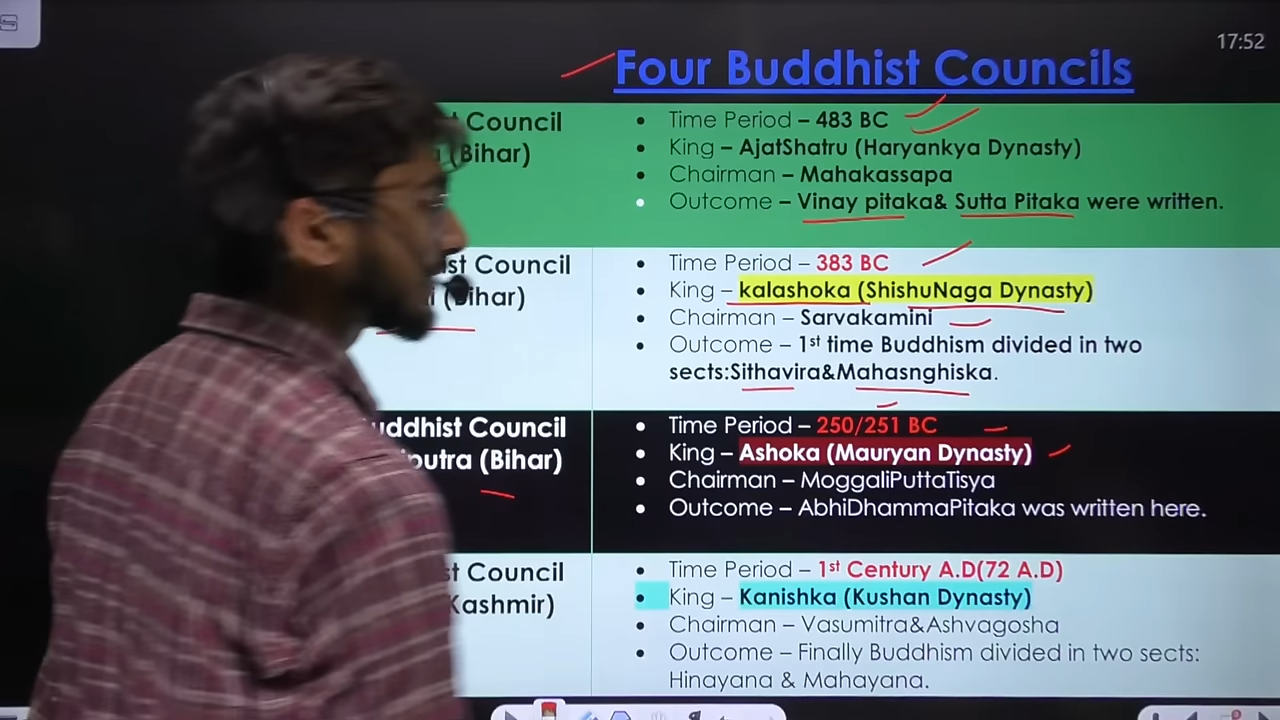 17:52
Four Buddhist Councils
Council
(Bihar)
• Time Period – 483 BC
• King – AjatShatru (Haryankya Dynasty)
• Chairman – Mahakassapa
• Outcome – Vinay pitaka& Sutta Pitaka were written.
Council
(Bihar)
• Time Period – 383 BC
• King – kalashoka (ShishuNaga Dynasty)
• Chairman – Sarvakamini
• Outcome – 1st time Buddhism divided in two
sects:Sithavira&Mahasnghiska.
uddhist Council
putra (Bihar)
• Time Period – 250/251 BC
• King – Ashoka (Mauryan Dynasty)
• Chairman – MoggaliPuttaTisya
• Outcome – AbhiDhammaPitaka was written here.
Council
Kashmir)
• Time Period – 1st Century A.D(72 A.D)
• King – Kanishka (Kushan Dynasty)
• Chairman – Vasumitra&Ashvagosha
• Outcome – Finally Buddhism divided in two sects:
Hinayana & Mahayana.